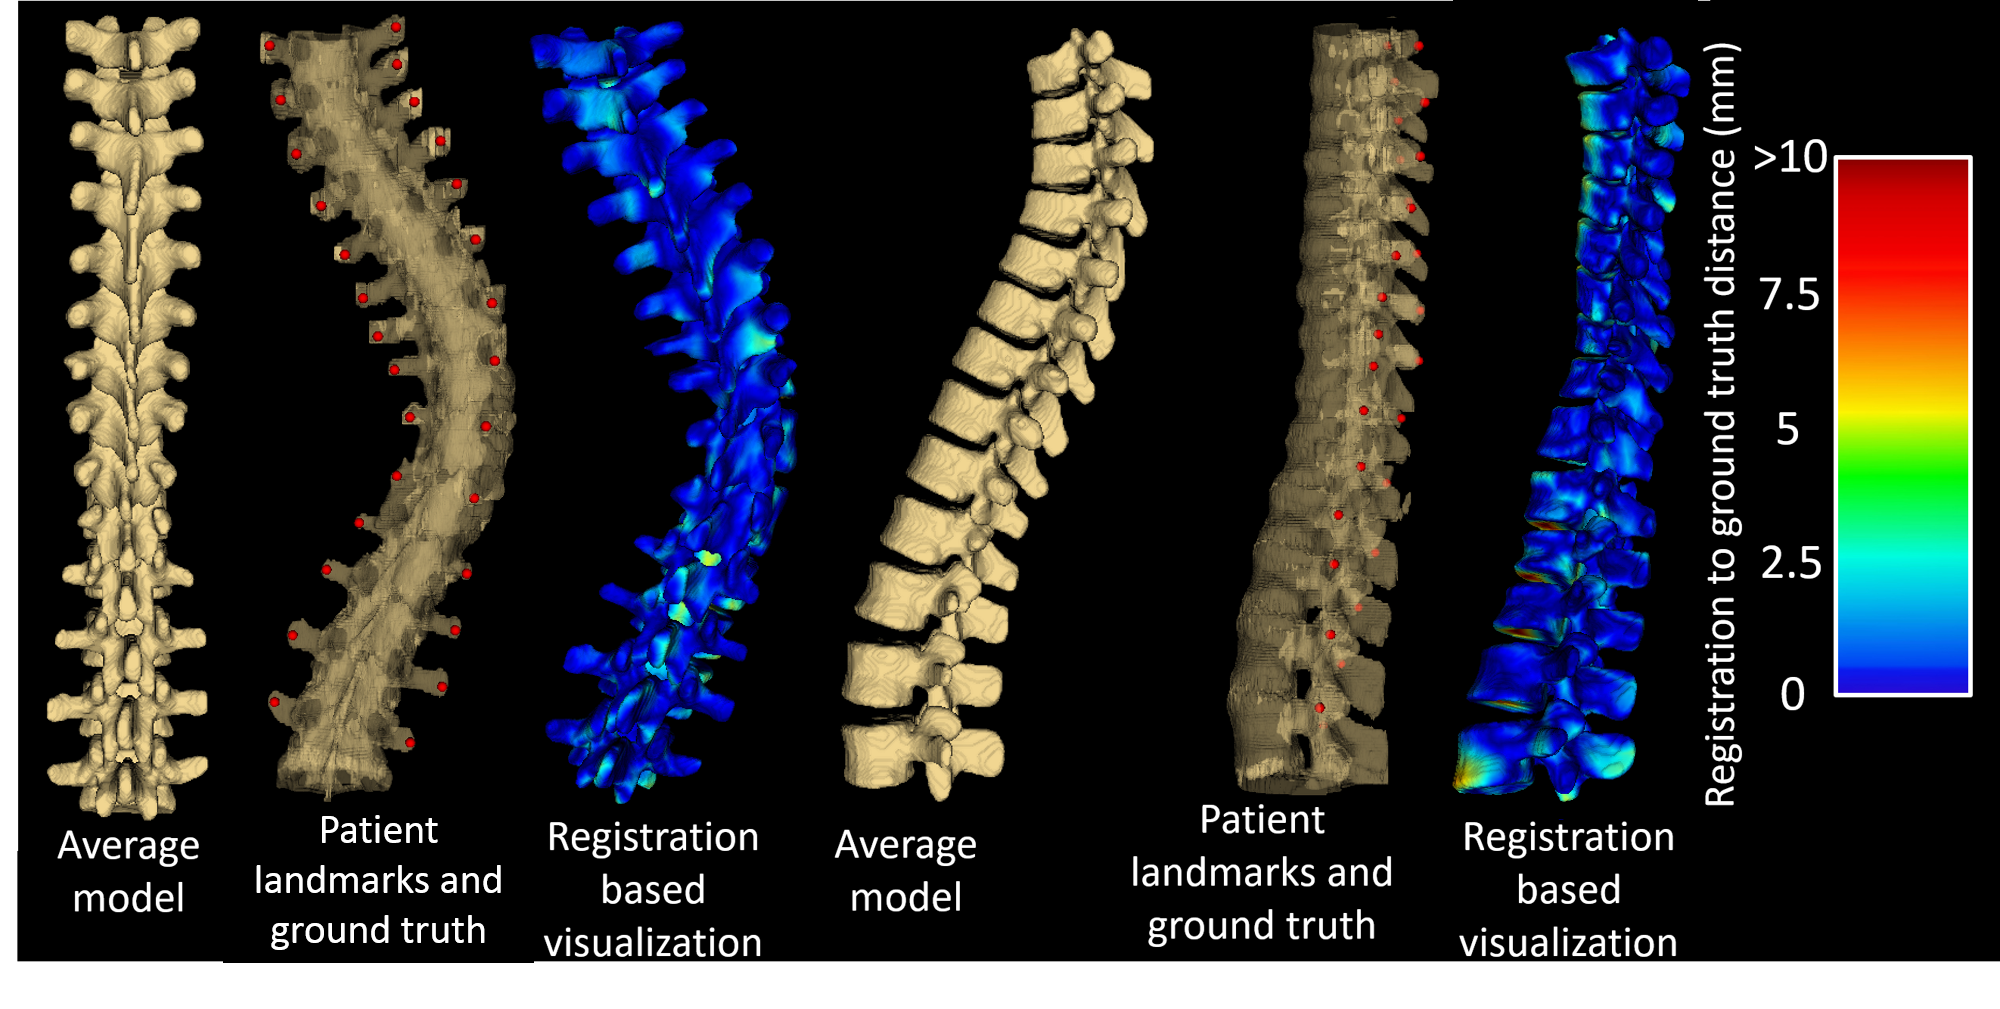 Average
model
Patient
landmarks and
ground truth
Registration
based
visualization
Average
model
Patient
landmarks and
ground truth
Registration
based
visualization
Registration to ground truth distance (mm)
>10
7.5
5
2.5
0